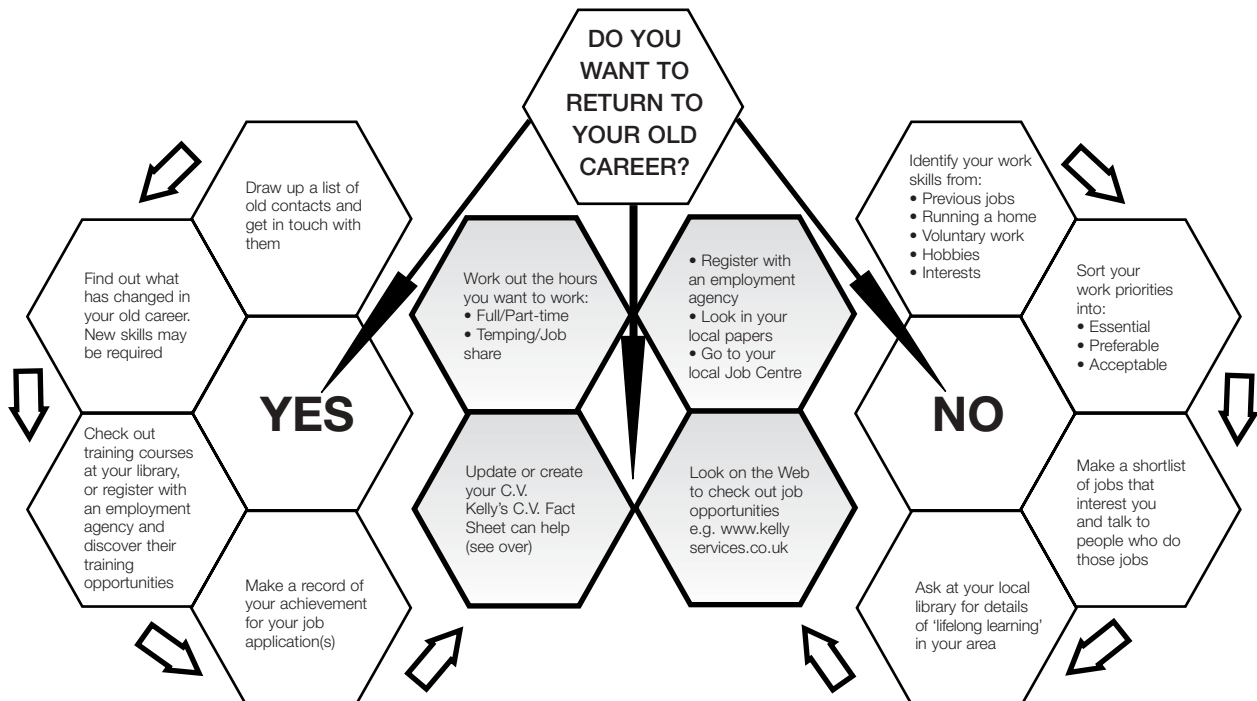 DO YOU
WANT TO
RETURN TO
YOUR OLD
CAREER?
Draw up a list of
old contacts and
get in touch with
them
Find out what
has changed in
your old career.
New skills may
be required
YES
Check out
training courses
at your library,
or register with
an employment
agency and
discover their
training
opportunities
Make a record of
your achievement
for your job
application(s)
Work out the hours
you want to work:
• Full/Part-time
• Temping/Job
share
• Register with
an employment
agency
• Look in your
local papers
• Go to your
local Job Centre
Update or create
your C.V.
Kelly's C.V. Fact
Sheet can help
(see over)
Look on the Web
to check out job
opportunities
e.g. www.kelly
services.co.uk
Identify your work
skills from:
• Previous jobs
• Running a home
• Voluntary work
• Hobbies
• Interests
Sort your
work priorities
into:
• Essential
• Preferable
• Acceptable
NO
Make a shortlist
of jobs that
interest you
and talk to
people who do
those jobs
Ask at your local
library for details
of ‘lifelong learning’
in your area